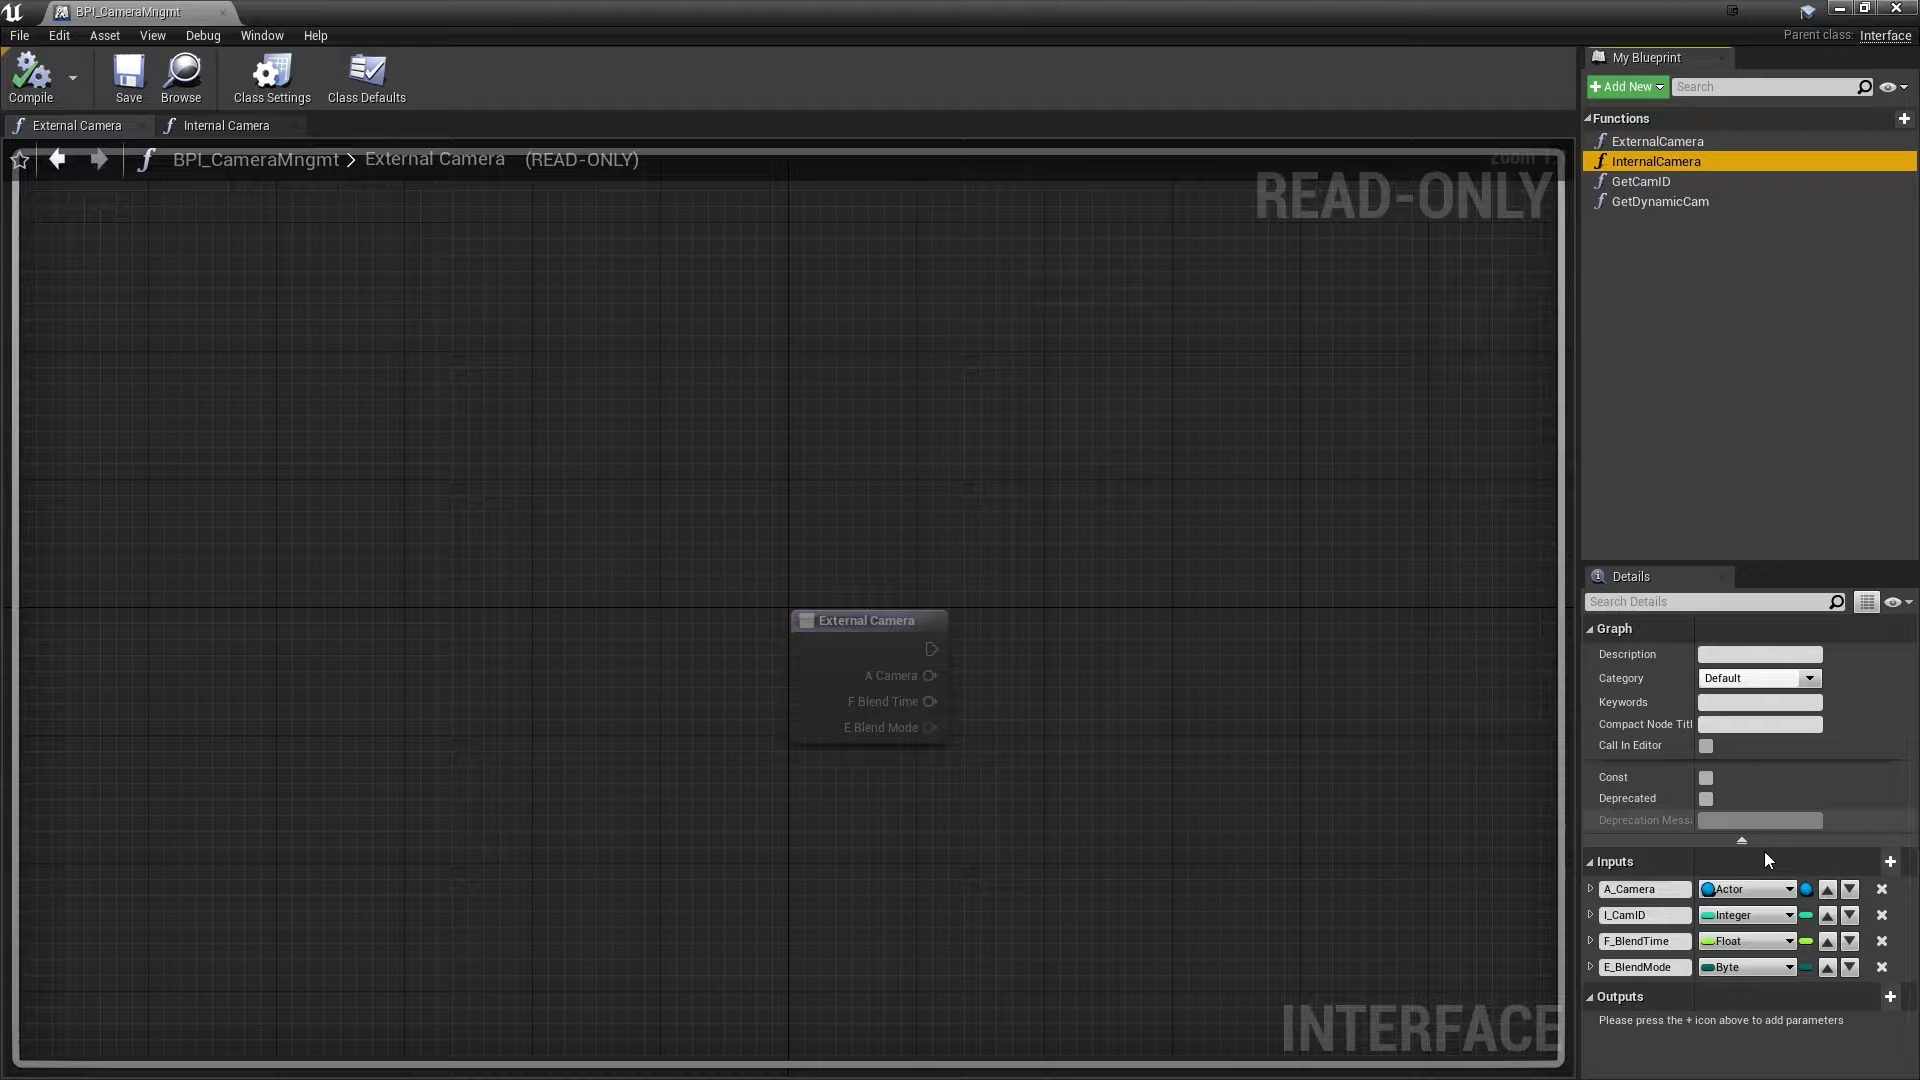 BPI_CameraMngmt
File Edit Asset View Debug Window Help
Parent class: Interface
Compile
Save
Browse
Class Settings
Class Defaults
External Camera
Internal Camera
BPI_CameraMngmt > External Camera (READ-ONLY)
READ-ONLY
External Camera
A Camera
F Blend Time
E Blend Mode
INTERFACE
My Blueprint
+ Add New
Search
Functions
ExternalCamera
InternalCamera
GetCamID
GetDynamicCam
Details
Search Details
Graph
Description
Category Default
Keywords
Compact Node Titl
Call In Editor
Const
Deprecated
Deprecation Messa
Inputs
A_Camera Actor
I_CamID Integer
F_BlendTime Float
E_BlendMode Byte
Outputs
Please press the + icon above to add parameters